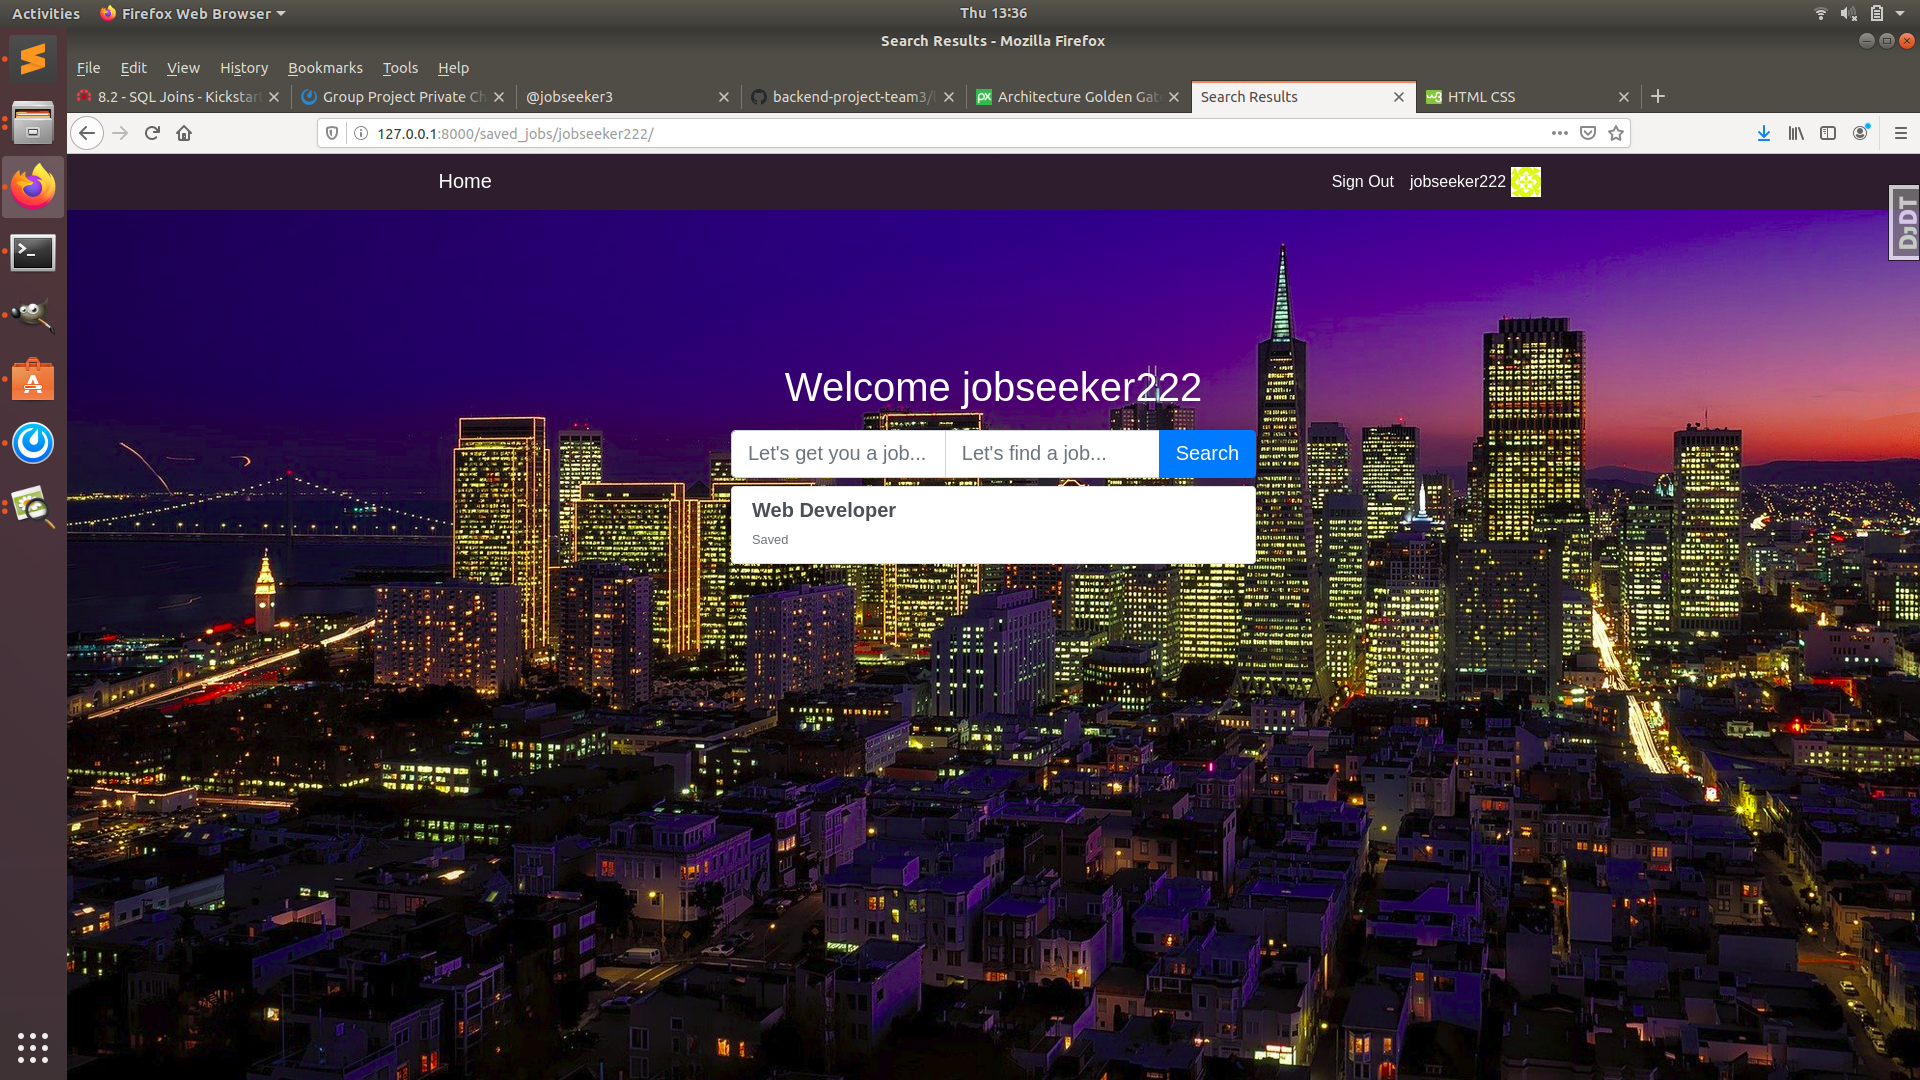 Activities Firefox Web Browser Thu 13:36
Search Results - Mozilla Firefox
File Edit View History Bookmarks Tools Help
8.2 - SQL Joins - Kickstart Group Project Private Ch @jobseeker3 backend-project-team3/ Architecture Golden Gate Search Results HTML CSS
127.0.0.1:8000/saved_jobs/jobseeker222/
Home Sign Out jobseeker222
DJDT
Welcome jobseeker222
Let's get you a job... Let's find a job... Search
Web Developer
Saved